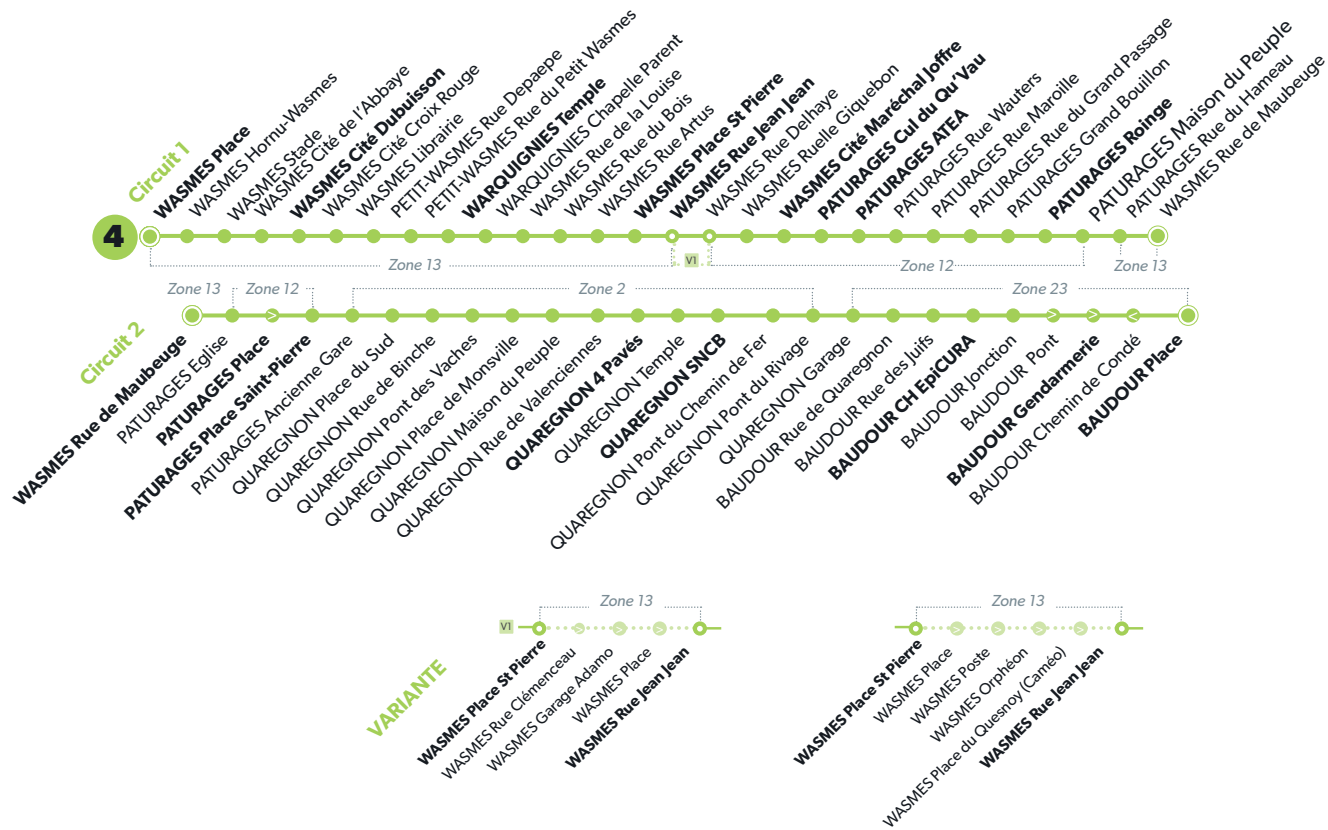 Circuit 1
WASMES Place
WASMES Hornu-Wasmes
WASMES Stade
WASMES Cité de l'Abbaye
WASMES Cité Dubuisson
WASMES Cité Croix Rouge
WASMES Librairie
PETIT-WASMES Rue Depaepe
PETIT-WASMES Rue du Petit Wasmes
WARQUIGNIES Temple
WARQUIGNIES Chapelle Parent
WASMES Rue de la Louise
WASMES Rue du Bois
WASMES Rue Artus
WASMES Place St Pierre
WASMES Rue Jean Jean
WASMES Rue Delhaye
WASMES Ruelle Giquebon
WASMES Cité Maréchal Joffre
PATURAGES Cul du Qu'Vau
PATURAGES ATEA
PATURAGES Rue Wauters
PATURAGES Rue Maroille
PATURAGES Rue du Grand Passage
PATURAGES Grand Bouillon
PATURAGES Roinge
PATURAGES Maison du Peuple
PATURAGES Rue du Hameau
WASMES Rue de Maubeuge
4
Zone 13
V1
Zone 12
Zone 13
Zone 13
Zone 12
Zone 2
Zone 23
Circuit 2
WASMES Rue de Maubeuge
PATURAGES Eglise
PATURAGES Place
PATURAGES Place Saint-Pierre
PATURAGES Ancienne Gare
QUAREGNON Place du Sud
QUAREGNON Rue de Binche
QUAREGNON Pont des Vaches
QUAREGNON Place de Monsville
QUAREGNON Maison du Peuple
QUAREGNON Rue de Valenciennes
QUAREGNON 4 Pavés
QUAREGNON Temple
QUAREGNON SNCB
QUAREGNON Pont du Chemin de Fer
QUAREGNON Pont du Rivage
QUAREGNON Garage
BAUDOUR Rue de Quaregnon
BAUDOUR Rue des Juifs
BAUDOUR CH EpiCURA
BAUDOUR Jonction
BAUDOUR Pont
BAUDOUR Gendarmerie
BAUDOUR Chemin de Condé
BAUDOUR Place
VARIANTE
V1
Zone 13
WASMES Place St Pierre
WASMES Rue Clémenceau
WASMES Garage Adamo
WASMES Place
WASMES Rue Jean Jean
Zone 13
WASMES Place St Pierre
WASMES Place
WASMES Poste
WASMES Orphéon
WASMES Place du Quesnoy (Caméo)
WASMES Rue Jean Jean